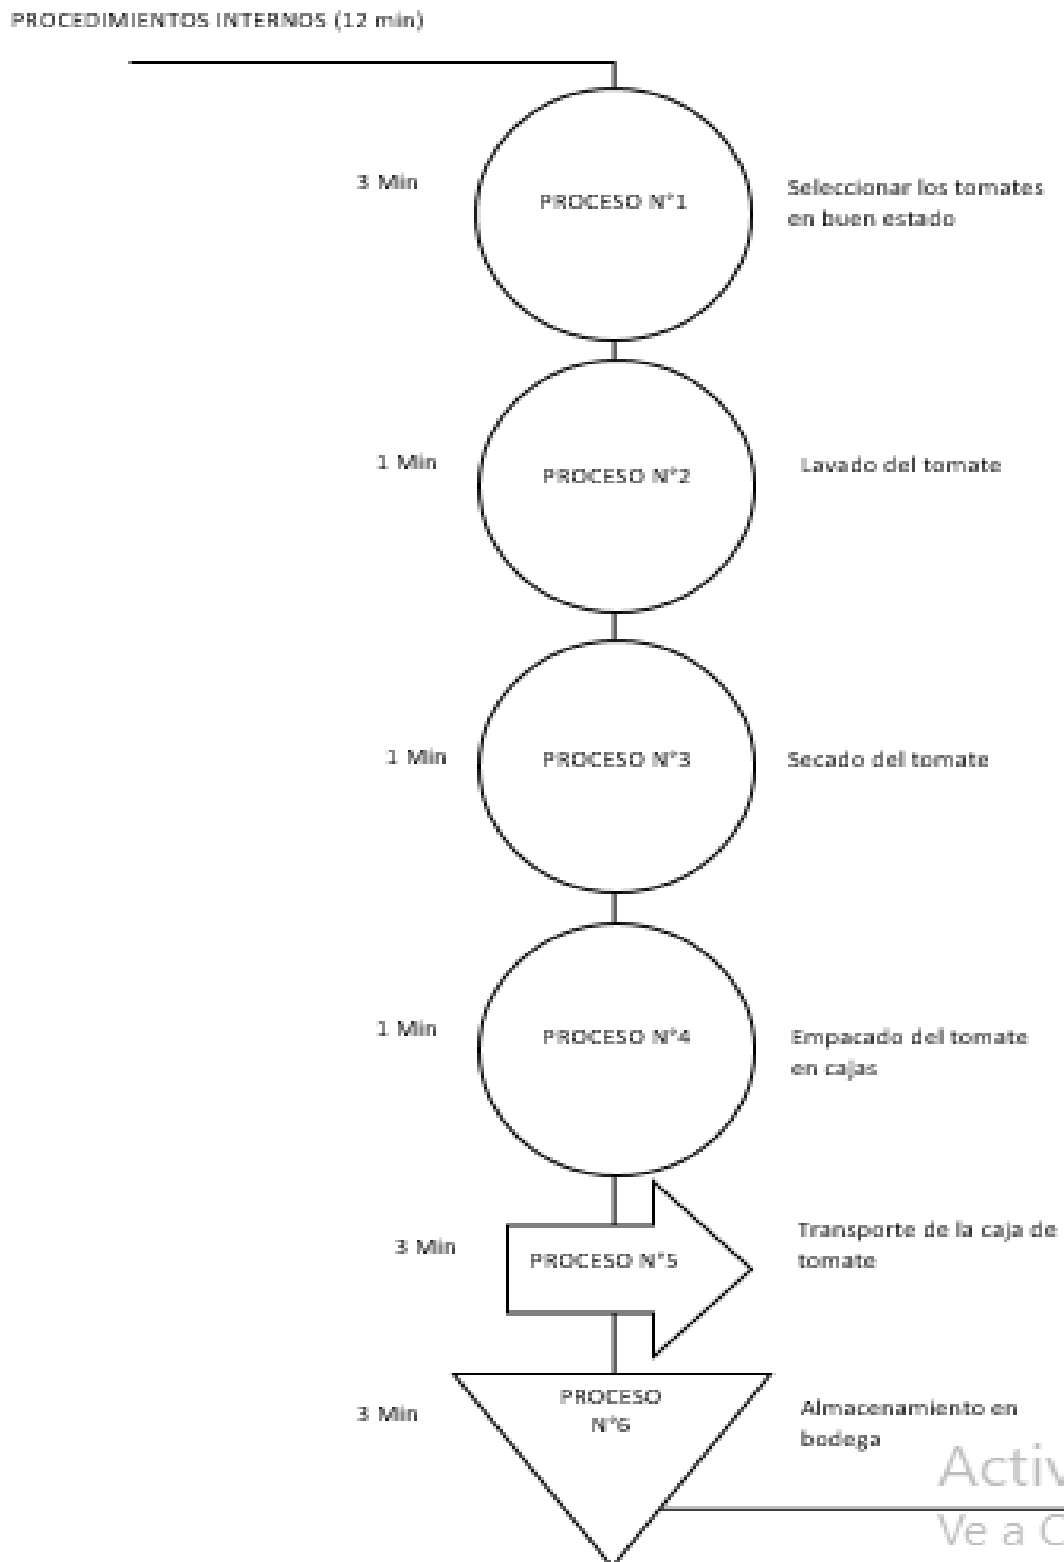 PROCEDIMIENTOS INTERNOS (12 min)
3 Min
PROCESO N°1
Seleccionar los tomates
en buen estado
1 Min
PROCESO N°2
Lavado del tomate
1 Min
PROCESO N°3
Secado del tomate
1 Min
PROCESO N°4
Empacado del tomate
en cajas
3 Min
PROCESO N°5
Transporte de la caja de
tomate
3 Min
PROCESO
N°6
Almacenamiento en
bodega
Activ
Ve a C